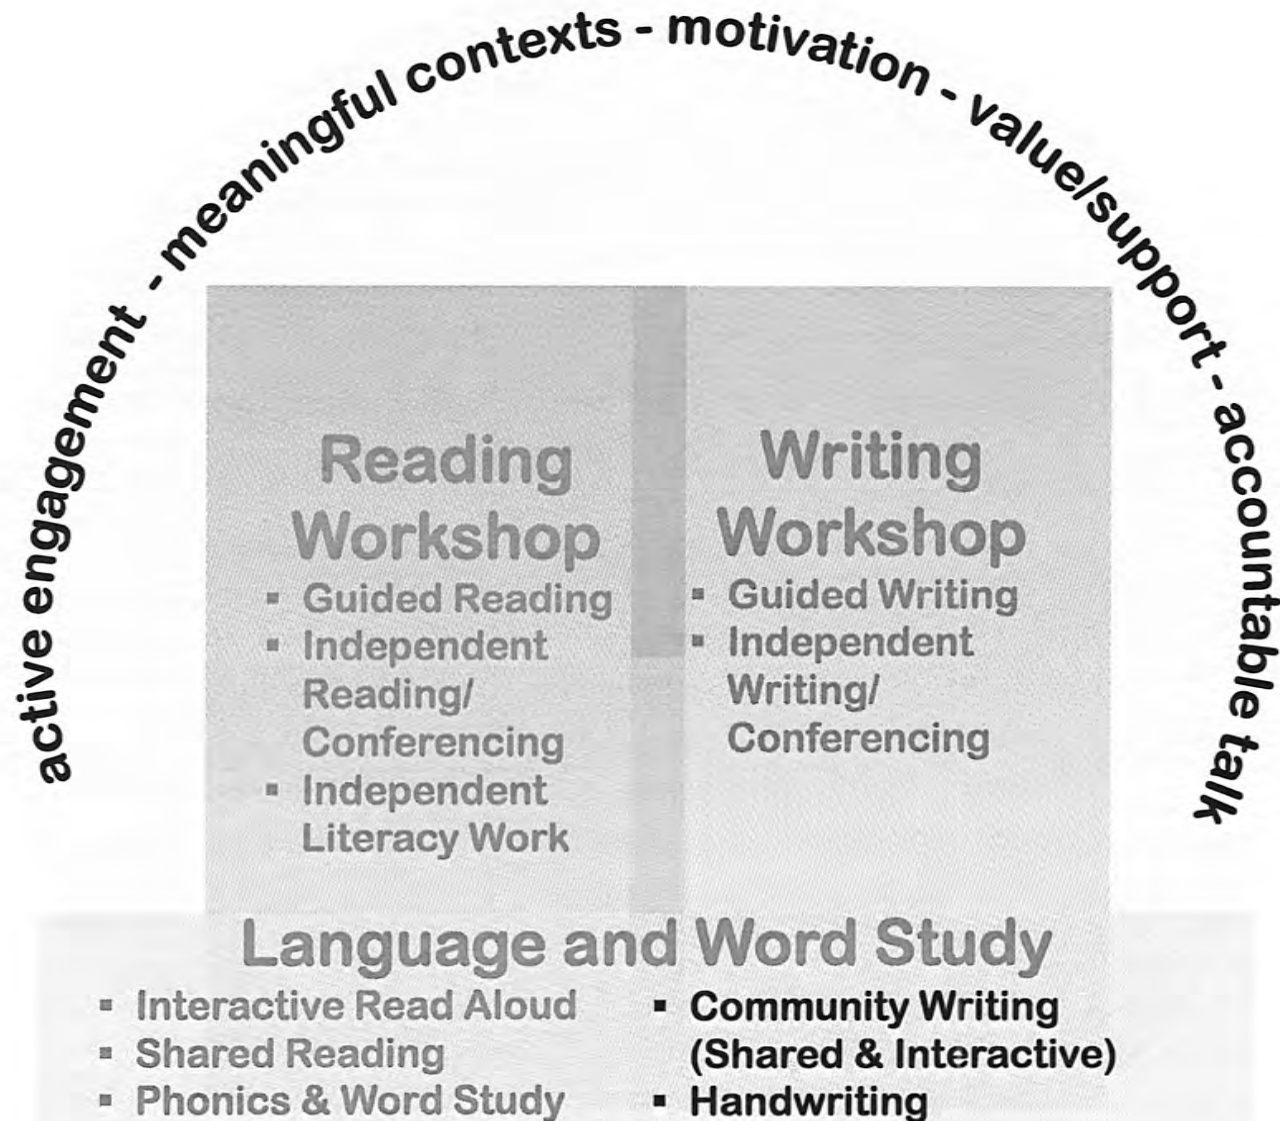 active engagement - meaningful contexts - motivation - value/support - accountable talk
Reading
Workshop
▪ Guided Reading
▪ Independent
Reading/
Conferencing
▪ Independent
Literacy Work
Writing
Workshop
▪ Guided Writing
▪ Independent
Writing/
Conferencing
Language and Word Study
▪ Interactive Read Aloud
▪ Shared Reading
▪ Phonics & Word Study
▪ Community Writing
(Shared & Interactive)
▪ Handwriting